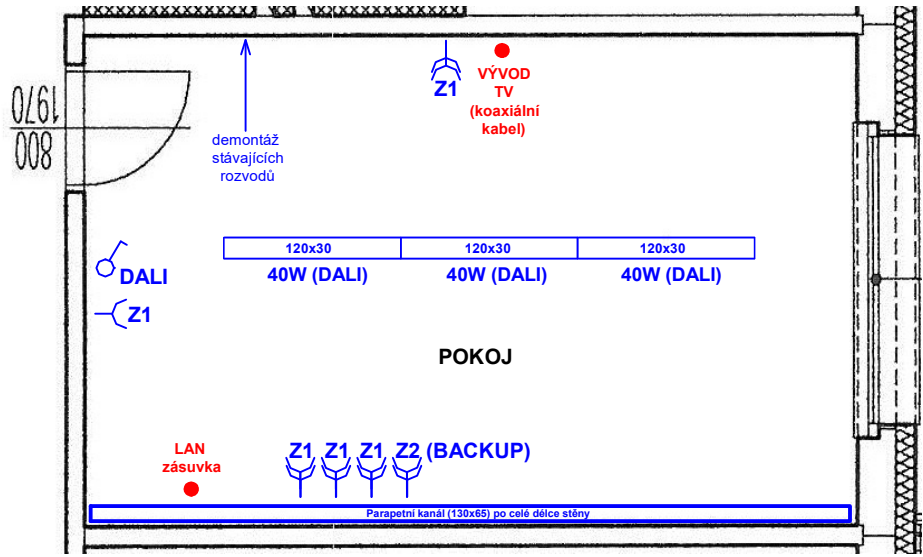 Z1
VÝVOD
TV
(koaxiální
kabel)
1970
800
demontáž
stávajících
rozvodů
120x30
120x30
120x30
40W (DALI)
40W (DALI)
40W (DALI)
DALI
Z1
POKOJ
LAN
zásuvka
Z1 Z1 Z1 Z2 (BACKUP)
Parapetní kanál (130x65) po celé délce stěny